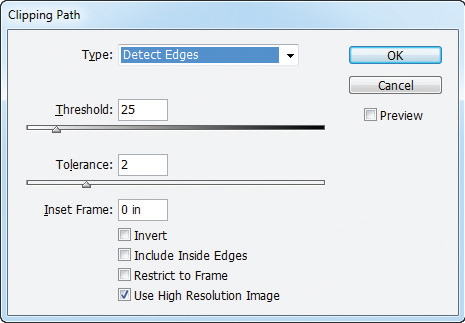 Clipping Path
Type: Detect Edges
OK
Cancel
Preview
Threshold: 25
Tolerance: 2
Inset Frame: 0 in
Invert
Include Inside Edges
Restrict to Frame
Use High Resolution Image